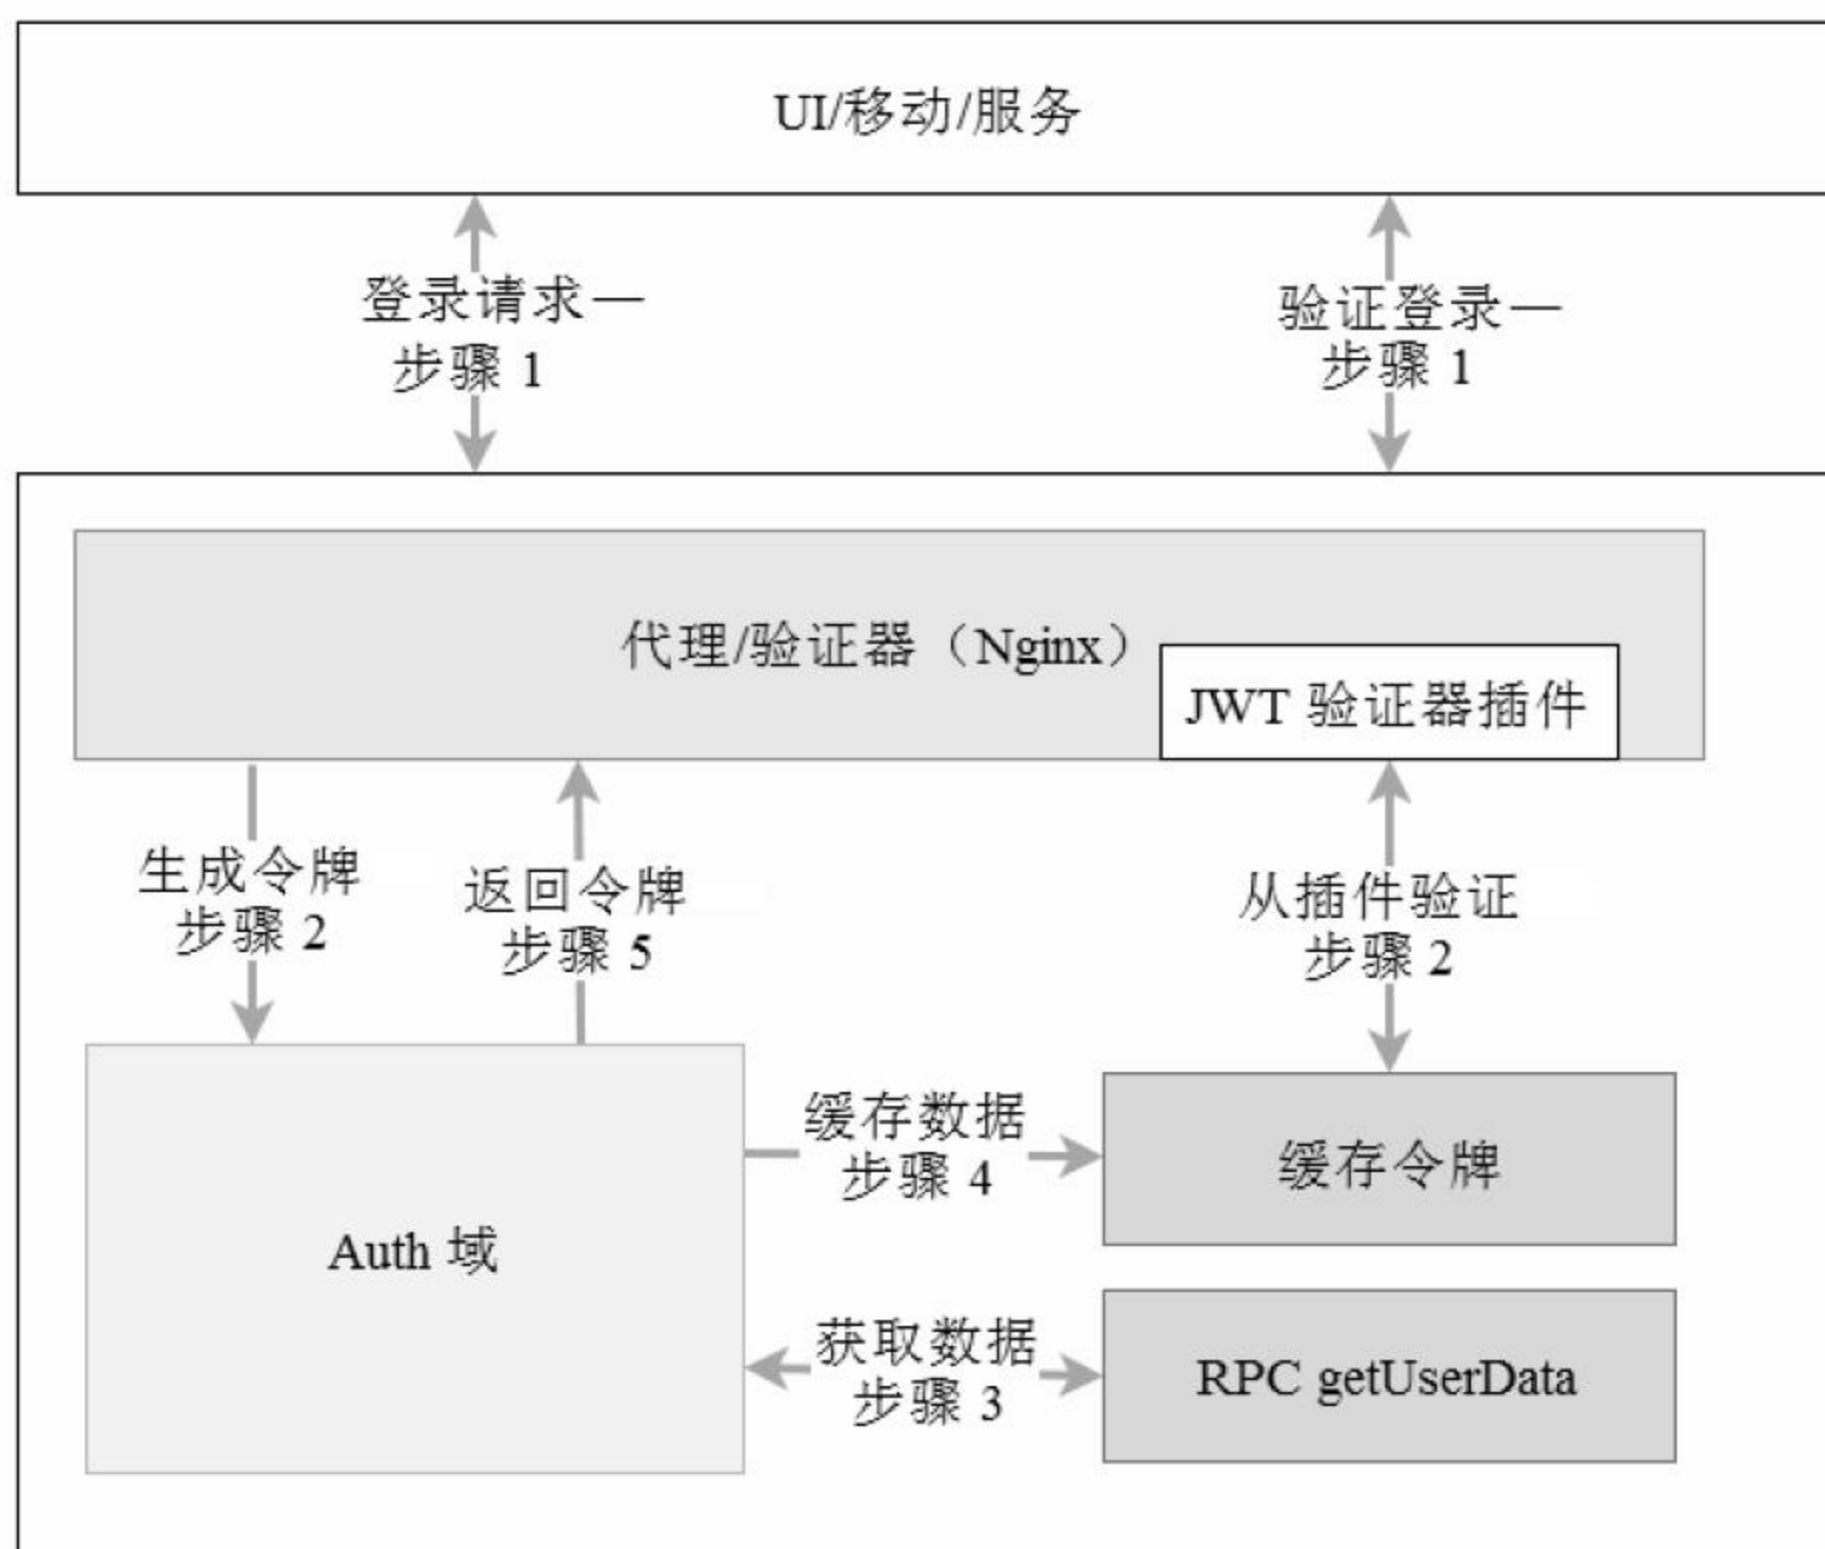 UI/移动/服务
登录请求—
步骤 1
验证登录—
步骤 1
代理/验证器（Nginx）
JWT 验证器插件
生成令牌
步骤 2
返回令牌
步骤 5
从插件验证
步骤 2
缓存数据
步骤 4
缓存令牌
Auth 域
获取数据
步骤 3
RPC getUserData